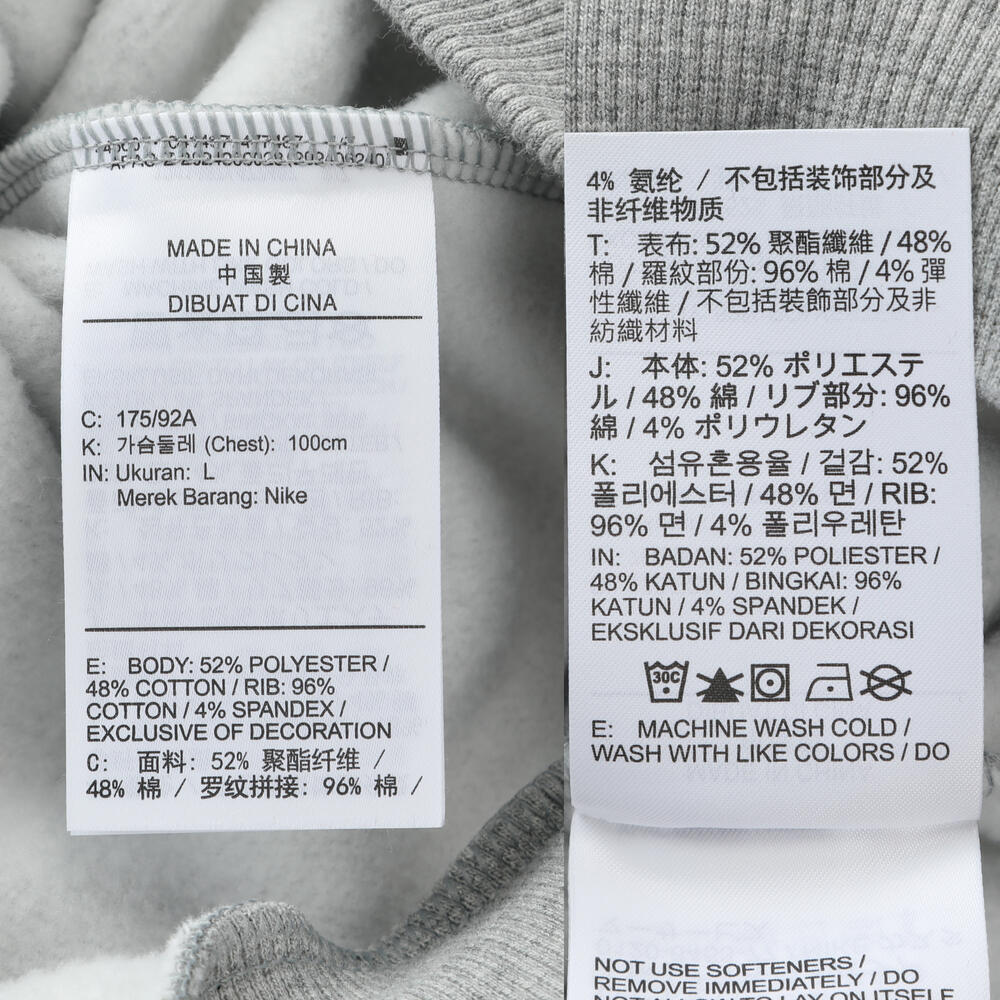 MADE IN CHINA
中国製
DIBUAT DI CINA
C: 175/92A
K: 가슴둘레 (Chest): 100cm
IN: Ukuran: L
Merek Barang: Nike
E: BODY: 52% POLYESTER /
48% COTTON / RIB: 96%
COTTON / 4% SPANDEX /
EXCLUSIVE OF DECORATION
C: 面料: 52% 聚酯纤维 /
48% 棉 / 罗纹拼接: 96% 棉 /
4% 氨纶 / 不包括装饰部分及
非纤维物质
T: 表布: 52% 聚酯纖維 / 48%
棉 / 羅紋部份: 96% 棉 / 4% 彈
性纖維 / 不包括裝飾部分及非
紡織材料
J: 本体: 52% ポリエステ
ル / 48% 綿 / リブ部分: 96%
綿 / 4% ポリウレタン
K: 섬유혼용율 / 겉감: 52%
폴리에스터 / 48% 면 / RIB:
96% 면 / 4% 폴리우레탄
IN: BADAN: 52% POLIESTER /
48% KATUN / BINGKAI: 96%
KATUN / 4% SPANDEK /
EKSKLUSIF DARI DEKORASI
30C
E: MACHINE WASH COLD /
WASH WITH LIKE COLORS / DO
NOT USE SOFTENERS /
REMOVE IMMEDIATELY / DO
NOT ALLOW TO LAY ON ITSELF